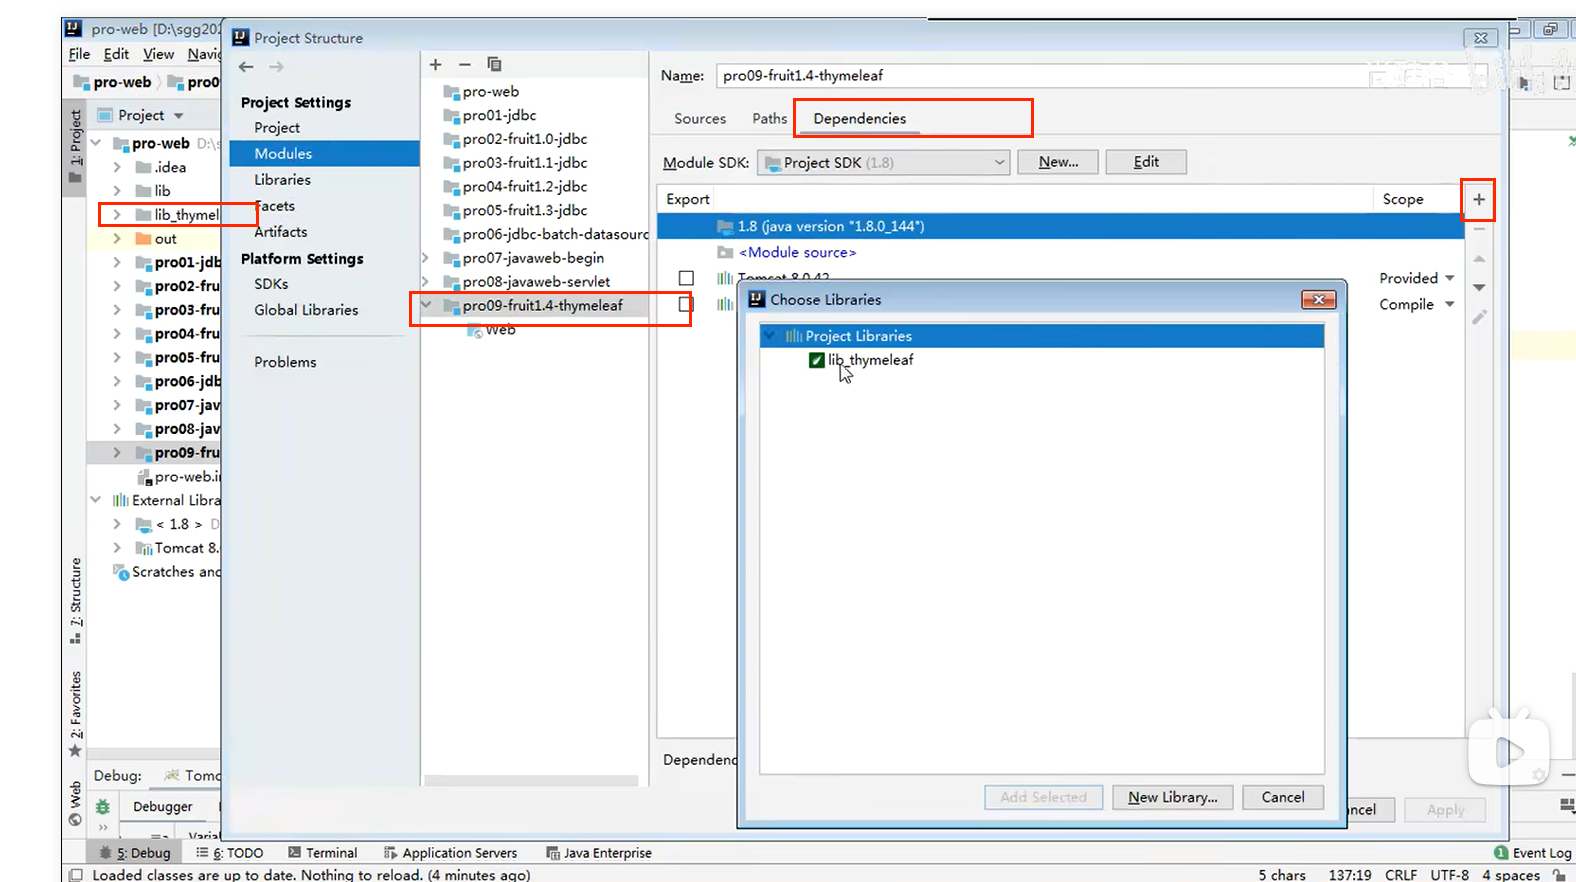 pro-web [D:\sgg202
File Edit View Navig
pro-web pro0
Project
pro-web D:\s
.idea
lib
lib_thymel
out
pro01-jdb
pro02-fru
pro03-fru
pro04-fru
pro05-fru
pro06-jdb
pro07-jav
pro08-jav
pro09-fru
pro-web.i
External Libra
< 1.8 > D
Tomcat 8.
Scratches and
1: Project
7: Structure
2: Favorites
Web
Project Structure
Project Settings
Project
Modules
Libraries
Facets
Artifacts
Platform Settings
SDKs
Global Libraries
Problems
pro-web
pro01-jdbc
pro02-fruit1.0-jdbc
pro03-fruit1.1-jdbc
pro04-fruit1.2-jdbc
pro05-fruit1.3-jdbc
pro06-jdbc-batch-datasourc
pro07-javaweb-begin
pro08-javaweb-servlet
pro09-fruit1.4-thymeleaf
Web
Name: pro09-fruit1.4-thymeleaf
Sources Paths Dependencies
Module SDK: Project SDK (1.8) New... Edit
Export Scope
1.8 (java version "1.8.0_144")
<Module source>
Tomcat 8.0.42 Provided
Compile
Choose Libraries
Project Libraries
lib_thymeleaf
Add Selected New Library... Cancel
Dependenc
ancel Apply
Debug: Tomc
Debugger
Variab
5: Debug 6: TODO Terminal Application Servers Java Enterprise 1 Event Log
Loaded classes are up to date. Nothing to reload. (4 minutes ago) 5 chars 137:19 CRLF UTF-8 4 spaces